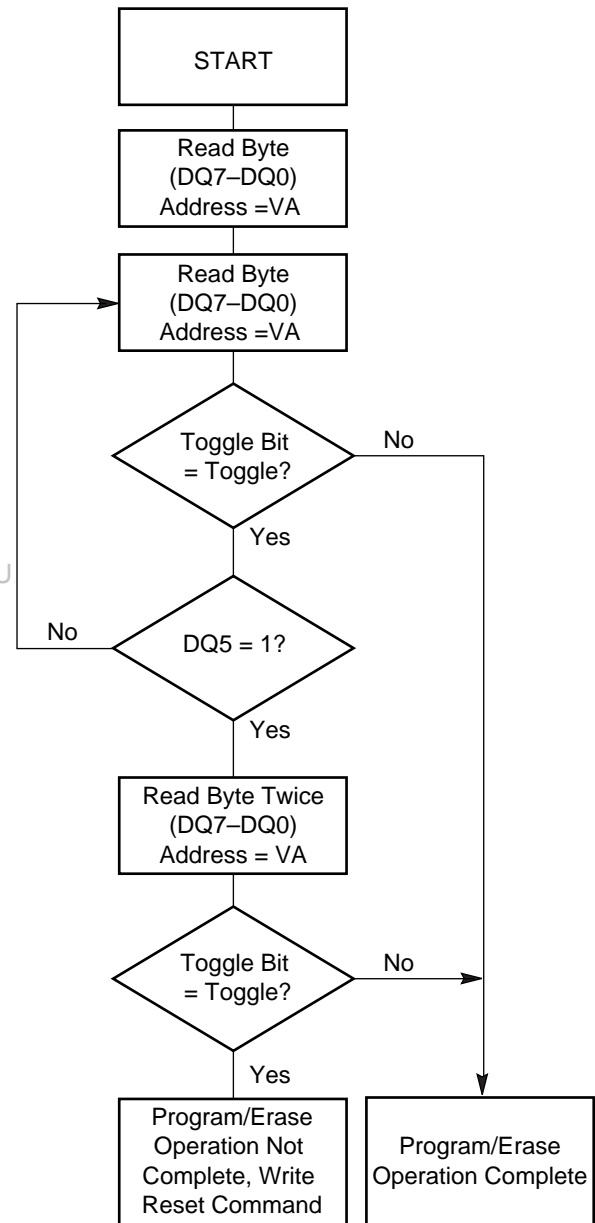 START
Read Byte
(DQ7–DQ0)
Address =VA
Read Byte
(DQ7–DQ0)
Address =VA
Toggle Bit
= Toggle?
No
Yes
No
DQ5 = 1?
Yes
Read Byte Twice
(DQ7–DQ0)
Address = VA
Toggle Bit
= Toggle?
No
Yes
Program/Erase
Operation Not
Complete, Write
Reset Command
Program/Erase
Operation Complete